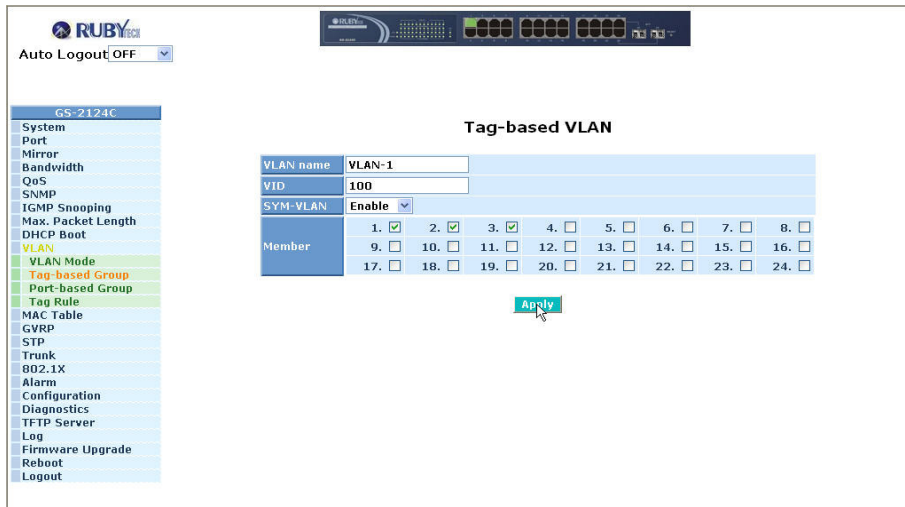 RUBYTECH
RUBYTECH
Auto Logout OFF
GS-2124C
System
Port
Mirror
Bandwidth
QoS
SNMP
IGMP Snooping
Max. Packet Length
DHCP Boot
VLAN
VLAN Mode
Tag-based Group
Port-based Group
Tag Rule
MAC Table
GVRP
STP
Trunk
802.1X
Alarm
Configuration
Diagnostics
TFTP Server
Log
Firmware Upgrade
Reboot
Logout
Tag-based VLAN
VLAN name VLAN-1
VID 100
SYM-VLAN Enable
Member
1. 2. 3. 4. 5. 6. 7. 8.
9. 10. 11. 12. 13. 14. 15. 16.
17. 18. 19. 20. 21. 22. 23. 24.
Apply